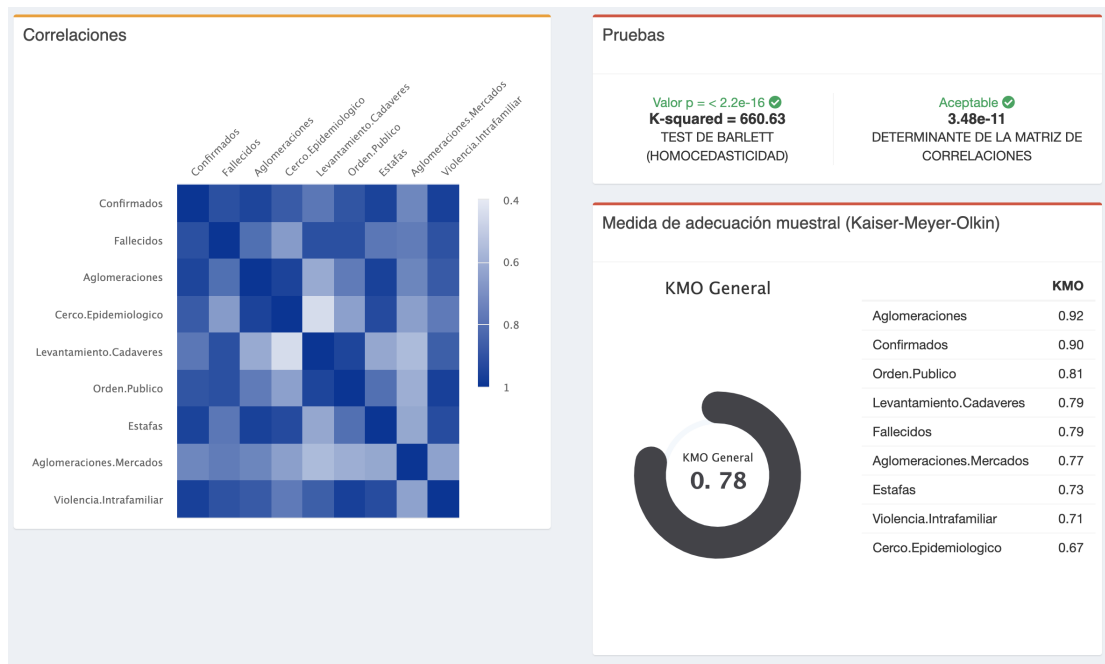 Correlaciones
Confirmados
Fallecidos
Aglomeraciones
Cerco.Epidemiologico
Levantamiento.Cadaveres
Orden.Publico
Estafas
Aglomeraciones.Mercados
Violencia.Intrafamiliar
Confirmados
Fallecidos
Aglomeraciones
Cerco.Epidemiologico
Levantamiento.Cadaveres
Orden.Publico
Estafas
Aglomeraciones.Mercados
Violencia.Intrafamiliar
0.4
0.6
0.8
1
Pruebas
Valor p = < 2.2e-16
K-squared = 660.63
TEST DE BARLETT
(HOMOCEDASTICIDAD)
Aceptable
3.48e-11
DETERMINANTE DE LA MATRIZ DE
CORRELACIONES
Medida de adecuación muestral (Kaiser-Meyer-Olkin)
KMO General
KMO General
0. 78
KMO
Aglomeraciones 0.92
Confirmados 0.90
Orden.Publico 0.81
Levantamiento.Cadaveres 0.79
Fallecidos 0.79
Aglomeraciones.Mercados 0.77
Estafas 0.73
Violencia.Intrafamiliar 0.71
Cerco.Epidemiologico 0.67